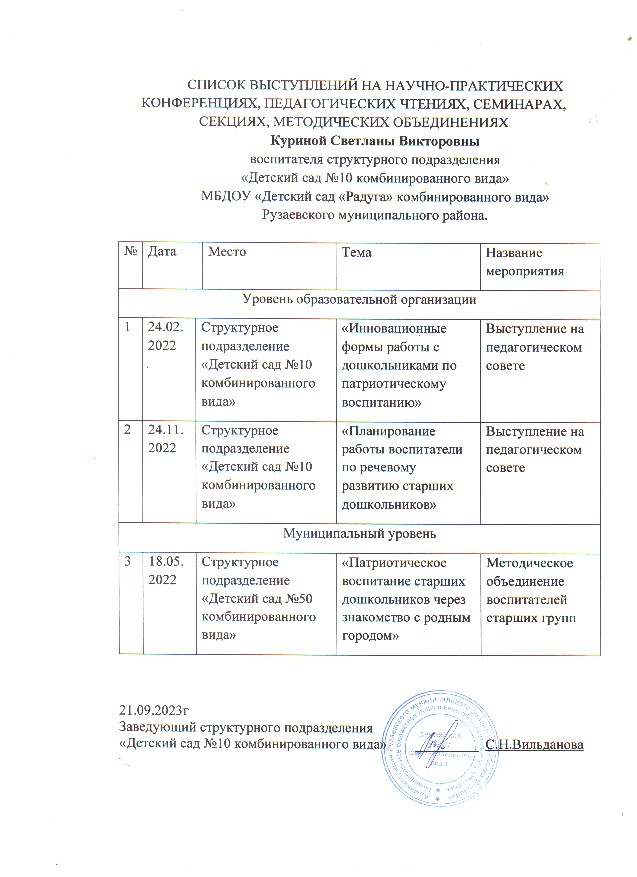 СПИСОК ВЫСТУПЛЕНИЙ НА НАУЧНО-ПРАКТИЧЕСКИХ
КОНФЕРЕНЦИЯХ, ПЕДАГОГИЧЕСКИХ ЧТЕНИЯХ, СЕМИНАРАХ,
СЕКЦИЯХ, МЕТОДИЧЕСКИХ ОБЪЕДИНЕНИЯХ
Куриной Светланы Викторовны
воспитателя структурного подразделения
«Детский сад №10 комбинированного вида»
МБДОУ «Детский сад «Радуга» комбинированного вида»
Рузаевского муниципального района.
№ Дата Место Тема Название
мероприятия
Уровень образовательной организации
1 24.02. Структурное «Инновационные Выступление на
2022 подразделение формы работы с педагогическом
«Детский сад №10 дошкольниками по совете
комбинированного патриотическому
вида» воспитанию»
2 24.11. Структурное «Планирование Выступление на
2022 подразделение работы воспитатели педагогическом
«Детский сад №10 по речевому совете
комбинированного развитию старших
вида» дошкольников»
Муниципальный уровень
3 18.05. Структурное «Патриотическое Методическое
2022 подразделение воспитание старших объединение
«Детский сад №50 дошкольников через воспитателей
комбинированного знакомство с родным старших групп
вида» городом»
21.09.2023г
Заведующий структурного подразделения
«Детский сад №10 комбинированного вида» С.Н.Вильданова